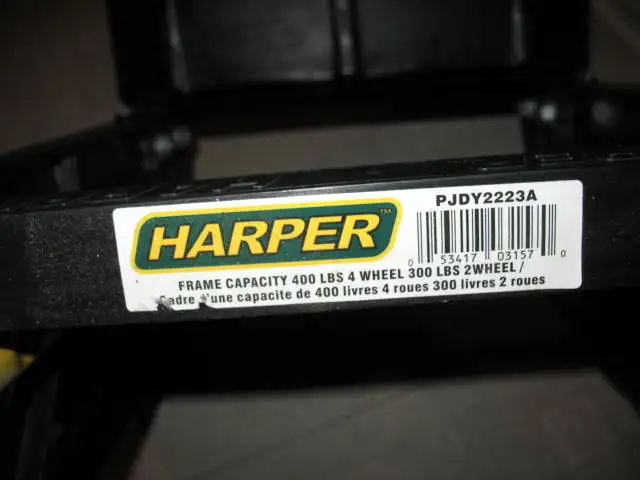 HARPER™
PJDY2223A
0 53417 03157 0
FRAME CAPACITY 400 LBS 4 WHEEL 300 LBS 2WHEEL /
Cadre d'une capacite de 400 livres 4 roues 300 livres 2 roues